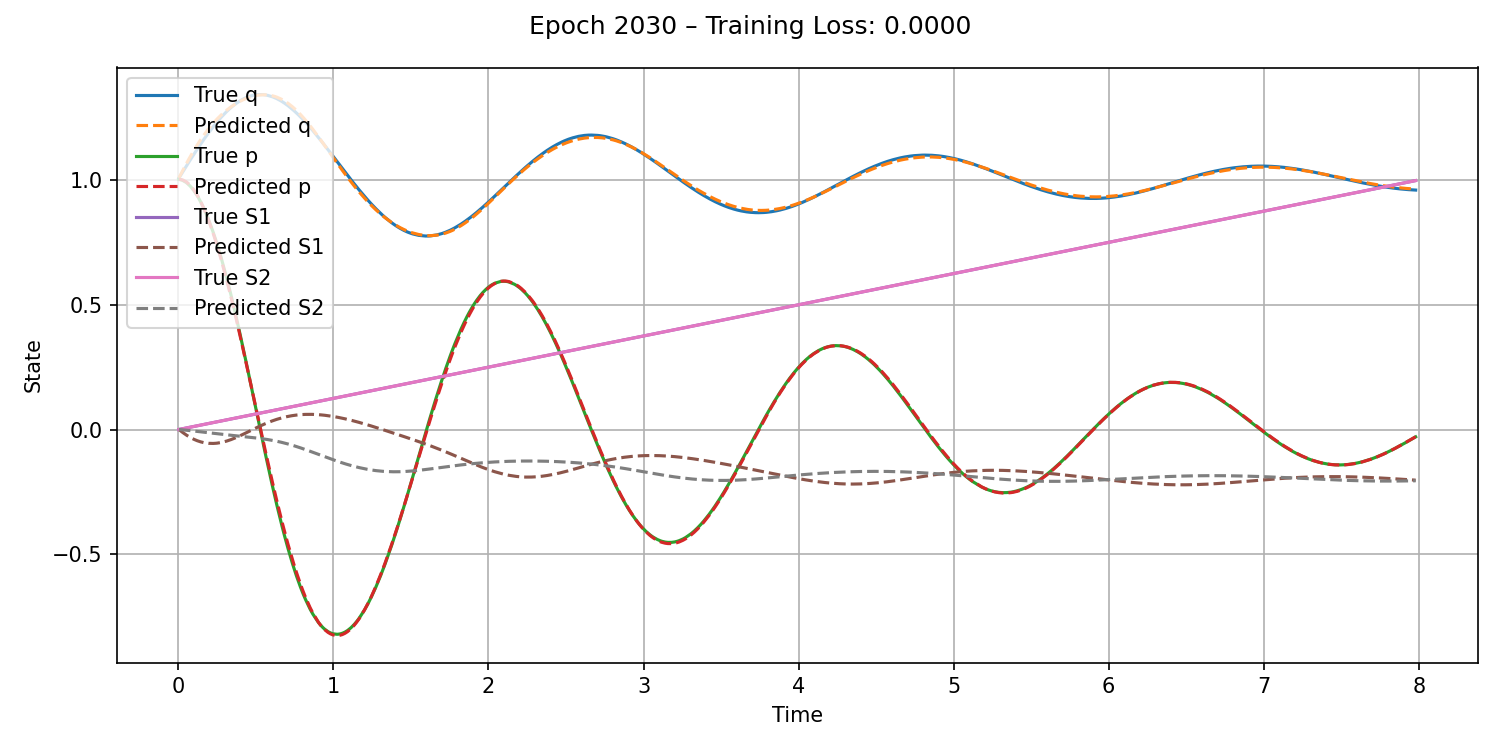 Epoch 2030 – Training Loss: 0.0000
True q
Predicted q
True p
Predicted p
True S1
Predicted S1
True S2
Predicted S2
1.0
0.5
0.0
−0.5
State
0 1 2 3 4 5 6 7 8
Time